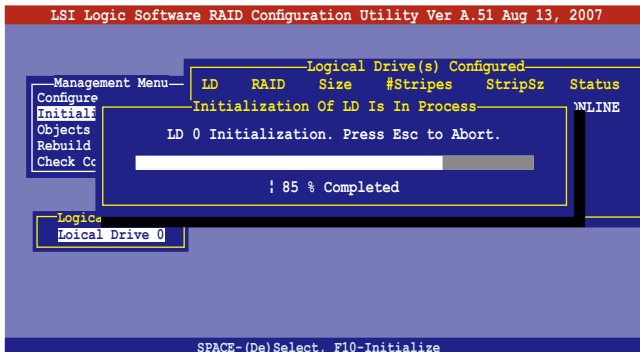 LSI Logic Software RAID Configuration Utility Ver A.51 Aug 13, 2007
Logical Drive(s) Configured
Management Menu
LD RAID Size #Stripes StripSz Status
Configure
Initialization Of LD Is In Process
ONLINE
Initiali
Objects
LD 0 Initialization. Press Esc to Abort.
Rebuild
Check Co
¦ 85 % Completed
Logica
Loical Drive 0
SPACE-(De)Select, F10-Initialize